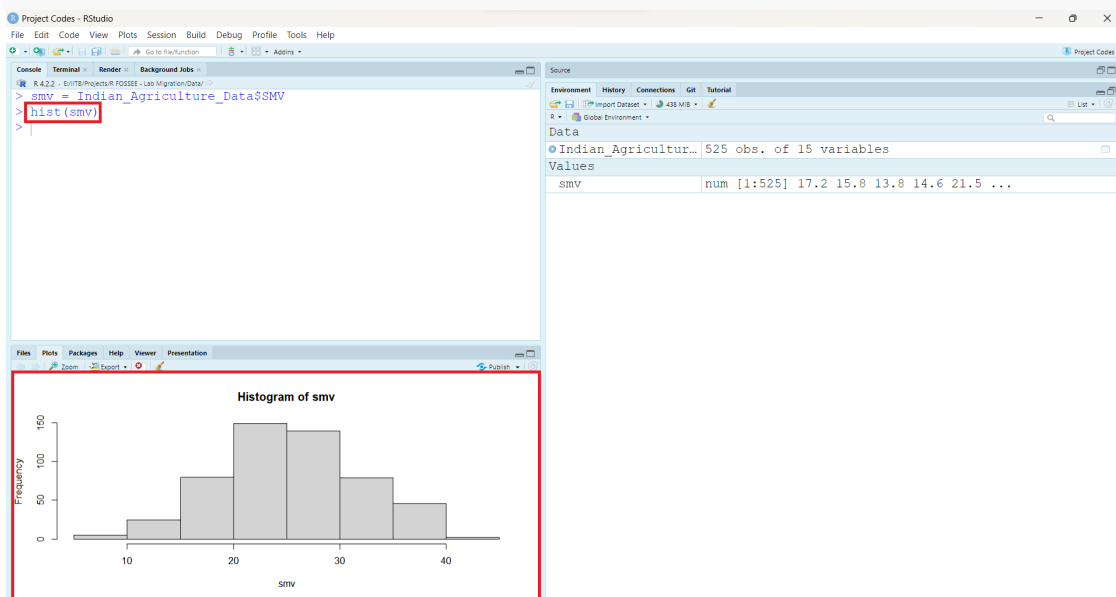 Project Codes - RStudio
File Edit Code View Plots Session Build Debug Profile Tools Help
Go to file/function Addins
Project Codes
Console Terminal Render Background Jobs
R 4.2.2 · E:/IITB/Projects/R FOSSEE - Lab Migration/Data/
> smv = Indian_Agriculture_Data$SMV
> hist(smv)
>
Source
Environment History Connections Git Tutorial
Import Dataset 438 MiB List
R Global Environment
Data
Indian_Agricultur… 525 obs. of 15 variables
Values
smv num [1:525] 17.2 15.8 13.8 14.6 21.5 ...
Files Plots Packages Help Viewer Presentation
Zoom Export Publish
Histogram of smv
Frequency
150
100
50
0
10 20 30 40
smv